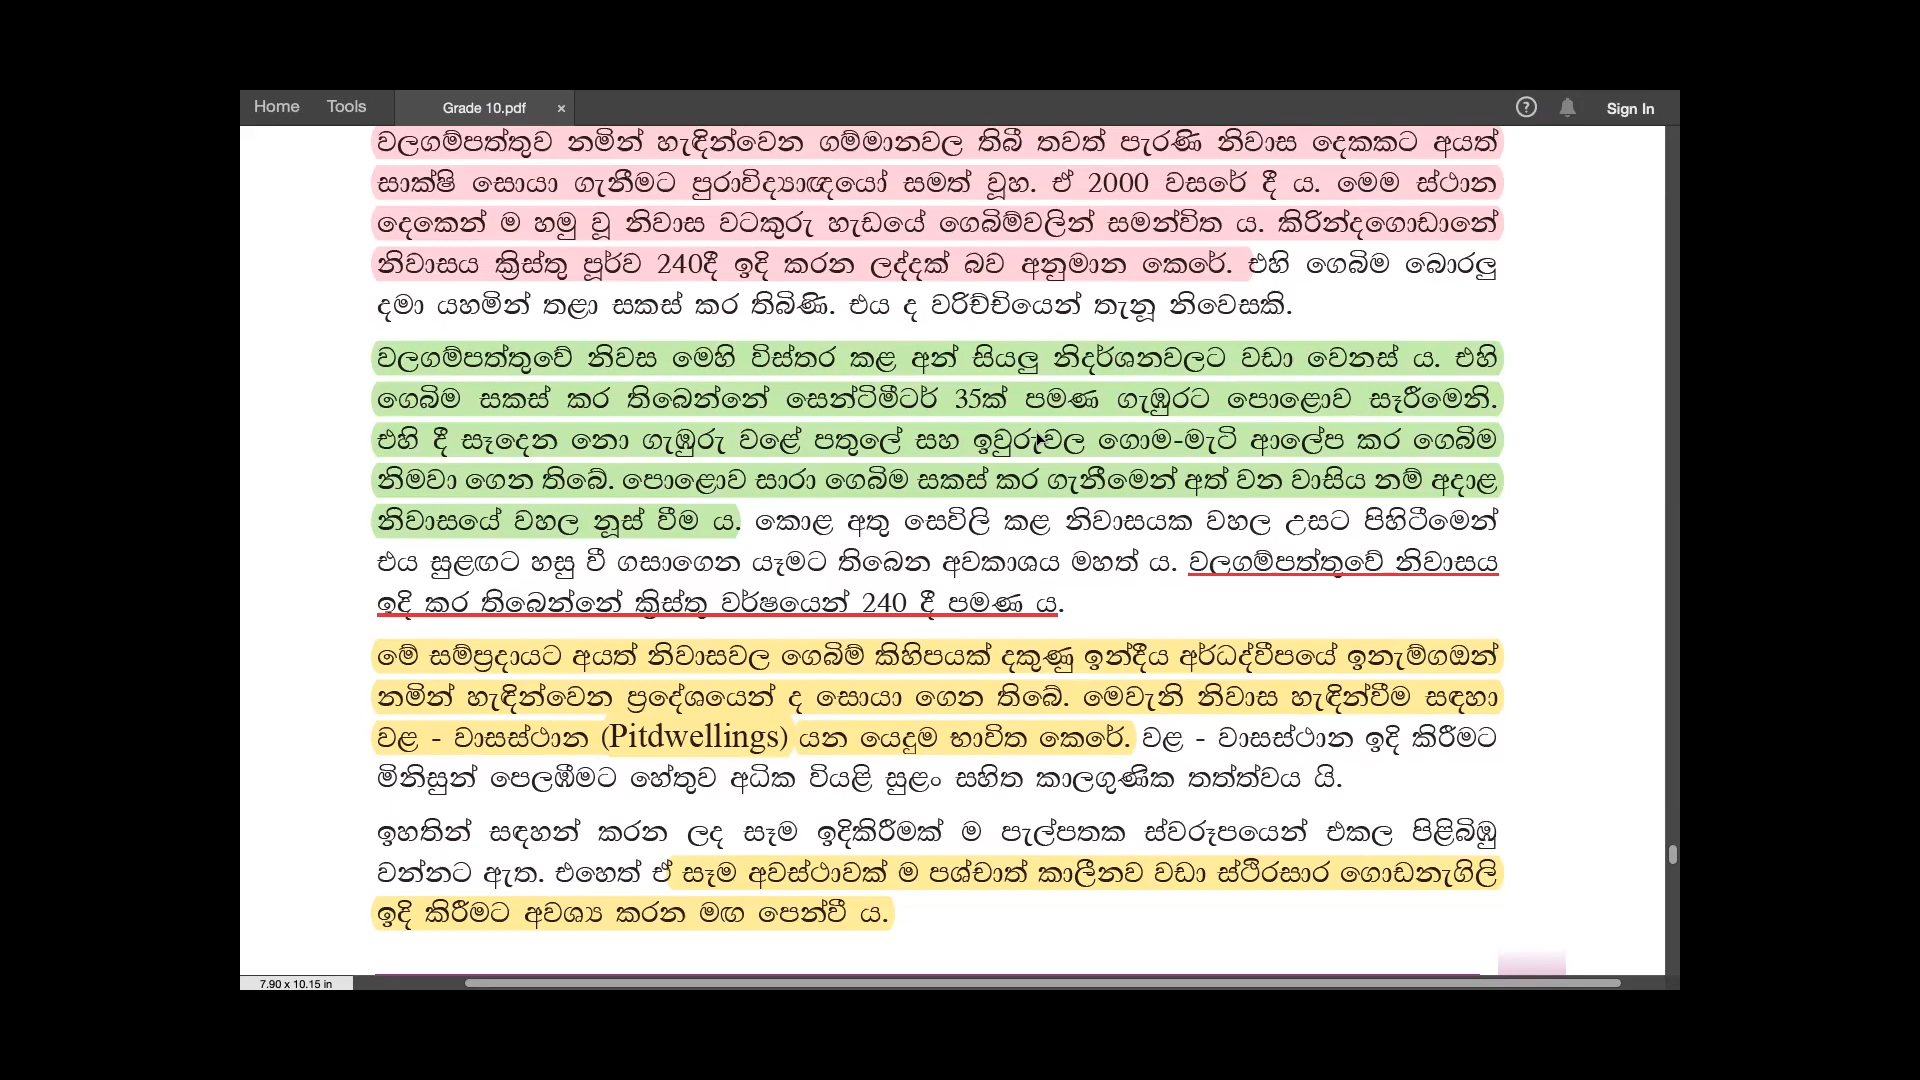 Home Tools Grade 10.pdf × ? Sign In
වලගම්පත්තුව නමින් හැඳින්වෙන ගම්මානවල තිබී තවත් පැරණි නිවාස දෙකකට අයත්
සාක්ෂි සොයා ගැනීමට පුරාවිද්‍යාඥයෝ සමත් වූහ. ඒ 2000 වසරේ දී ය. මෙම ස්ථාන
දෙකෙන් ම හමු වූ නිවාස වටකුරු හැඩයේ ගෙබිම්වලින් සමන්විත ය. කිරින්දගොඩානේ
නිවාසය ක්‍රිස්තු පූර්ව 240දී ඉදි කරන ලද්දක් බව අනුමාන කෙරේ. එහි ගෙබිම බොරලු
දමා යහමින් තළා සකස් කර තිබිණි. එය ද වරිච්චියෙන් තැනූ නිවෙසකි.
වලගම්පත්තුවේ නිවස මෙහි විස්තර කළ අන් සියලු නිදර්ශනවලට වඩා වෙනස් ය. එහි
ගෙබිම සකස් කර තිබෙන්නේ සෙන්ටිමීටර් 35ක් පමණ ගැඹුරට පොළොව සෑරීමෙනි.
එහි දී සෑදෙන නො ගැඹුරු වළේ පතුලේ සහ ඉවුරුවල ගොම-මැටි ආලේප කර ගෙබිම
නිමවා ගෙන තිබේ. පොළොව සාරා ගෙබිම සකස් කර ගැනීමෙන් අත් වන වාසිය නම් අදාළ
නිවාසයේ වහල නූස් වීම ය. කොළ අතු සෙවිලි කළ නිවාසයක වහල උසට පිහිටීමෙන්
එය සුළඟට හසු වී ගසාගෙන යෑමට තිබෙන අවකාශය මහත් ය. වලගම්පත්තුවේ නිවාසය
ඉදි කර තිබෙන්නේ ක්‍රිස්තු වර්ෂයෙන් 240 දී පමණ ය.
මේ සම්ප්‍රදායට අයත් නිවාසවල ගෙබිම් කිහිපයක් දකුණු ඉන්දීය අර්ධද්වීපයේ ඉනැම්ගඔන්
නමින් හැඳින්වෙන ප්‍රදේශයෙන් ද සොයා ගෙන තිබේ. මෙවැනි නිවාස හැඳින්වීම සඳහා
වළ - වාසස්ථාන (Pitdwellings) යන යෙදුම භාවිත කෙරේ. වළ - වාසස්ථාන ඉදි කිරීමට
මිනිසුන් පෙලඹීමට හේතුව අධික වියළි සුළං සහිත කාලගුණික තත්ත්වය යි.
ඉහතින් සඳහන් කරන ලද සෑම ඉදිකිරීමක් ම පැල්පතක ස්වරූපයෙන් එකල පිළිබිඹු
වන්නට ඇත. එහෙත් ඒ සෑම අවස්ථාවක් ම පශ්චාත් කාලීනව වඩා ස්ථිරසාර ගොඩනැගිලි
ඉදි කිරීමට අවශ්‍ය කරන මඟ පෙන්වී ය.
7.90 x 10.15 in